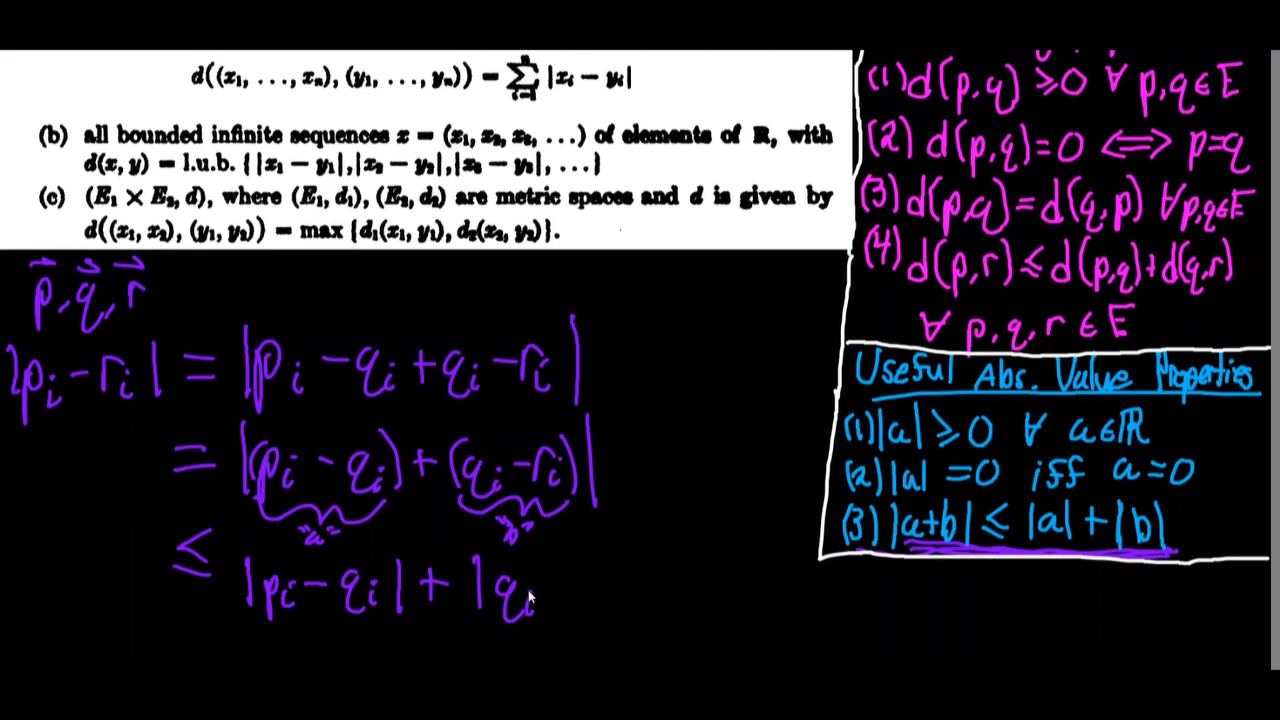 d((x₁, ..., xₙ), (y₁, ..., yₙ)) = ∑ⁿᵢ₌₁ |xᵢ − yᵢ|
(b) all bounded infinite sequences x = (x₁, x₂, x₃, ...) of elements of R, with
d(x, y) = l.u.b. {|x₁ − y₁|, |x₂ − y₂|, |x₃ − y₃|, ...}
(c) (E₁ × E₂, d), where (E₁, d₁), (E₂, d₂) are metric spaces and d is given by
d((x₁, x₂), (y₁, y₂)) = max {d₁(x₁, y₁), d₂(x₂, y₂)}.
p⃗, q⃗, r⃗
|pᵢ − rᵢ| = |pᵢ − qᵢ + qᵢ − rᵢ|
= |(pᵢ − qᵢ) + (qᵢ − rᵢ)|
"a" "b"
≤ |pᵢ − qᵢ| + |qᵢ
(1) d(p,q) ≥ 0 ∀ p,q ∈ E
(2) d(p,q) = 0 ⟺ p=q
(3) d(p,q) = d(q,p) ∀ p,q ∈ E
(4) d(p,r) ≤ d(p,q) + d(q,r)
∀ p, q, r ∈ E
Useful Abs. Value Properties
(1) |a| ≥ 0 ∀ a ∈ ℝ
(2) |a| = 0 iff a = 0
(3) |a+b| ≤ |a| + |b|